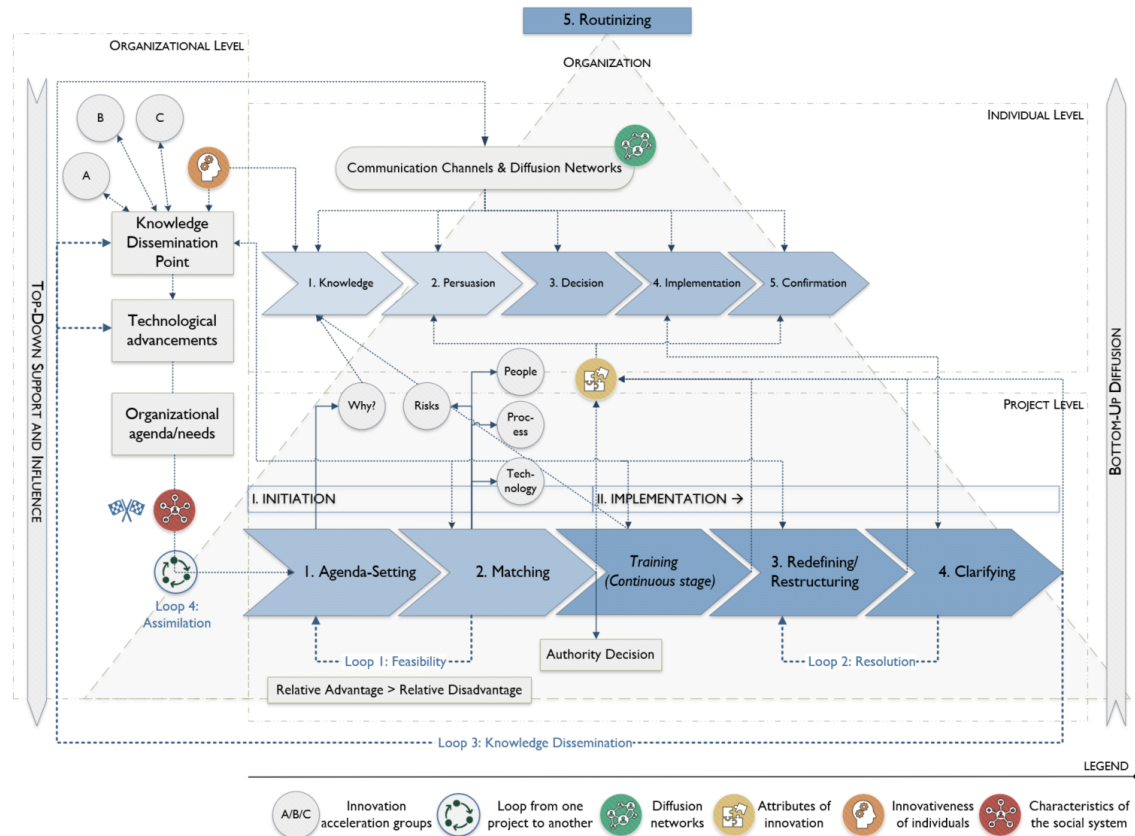 5. Routinizing
ORGANIZATIONAL LEVEL
ORGANIZATION
INDIVIDUAL LEVEL
B
C
A
Communication Channels & Diffusion Networks
Knowledge
Dissemination
Point
1. Knowledge
2. Persuasion
3. Decision
4. Implementation
5. Confirmation
Technological
advancements
People
Why?
Risks
Proc-
ess
Tech-
nology
PROJECT LEVEL
Organizational
agenda/needs
TOP-DOWN SUPPORT AND INFLUENCE
BOTTOM-UP DIFFUSION
I. INITIATION
II. IMPLEMENTATION →
1. Agenda-Setting
2. Matching
Training
(Continuous stage)
3. Redefining/
Restructuring
4. Clarifying
Loop 4:
Assimilation
Loop 1: Feasibility
Authority Decision
Loop 2: Resolution
Relative Advantage > Relative Disadvantage
Loop 3: Knowledge Dissemination
LEGEND
A/B/C
Innovation
acceleration groups
Loop from one
project to another
Diffusion
networks
Attributes of
innovation
Innovativeness
of individuals
Characteristics of
the social system